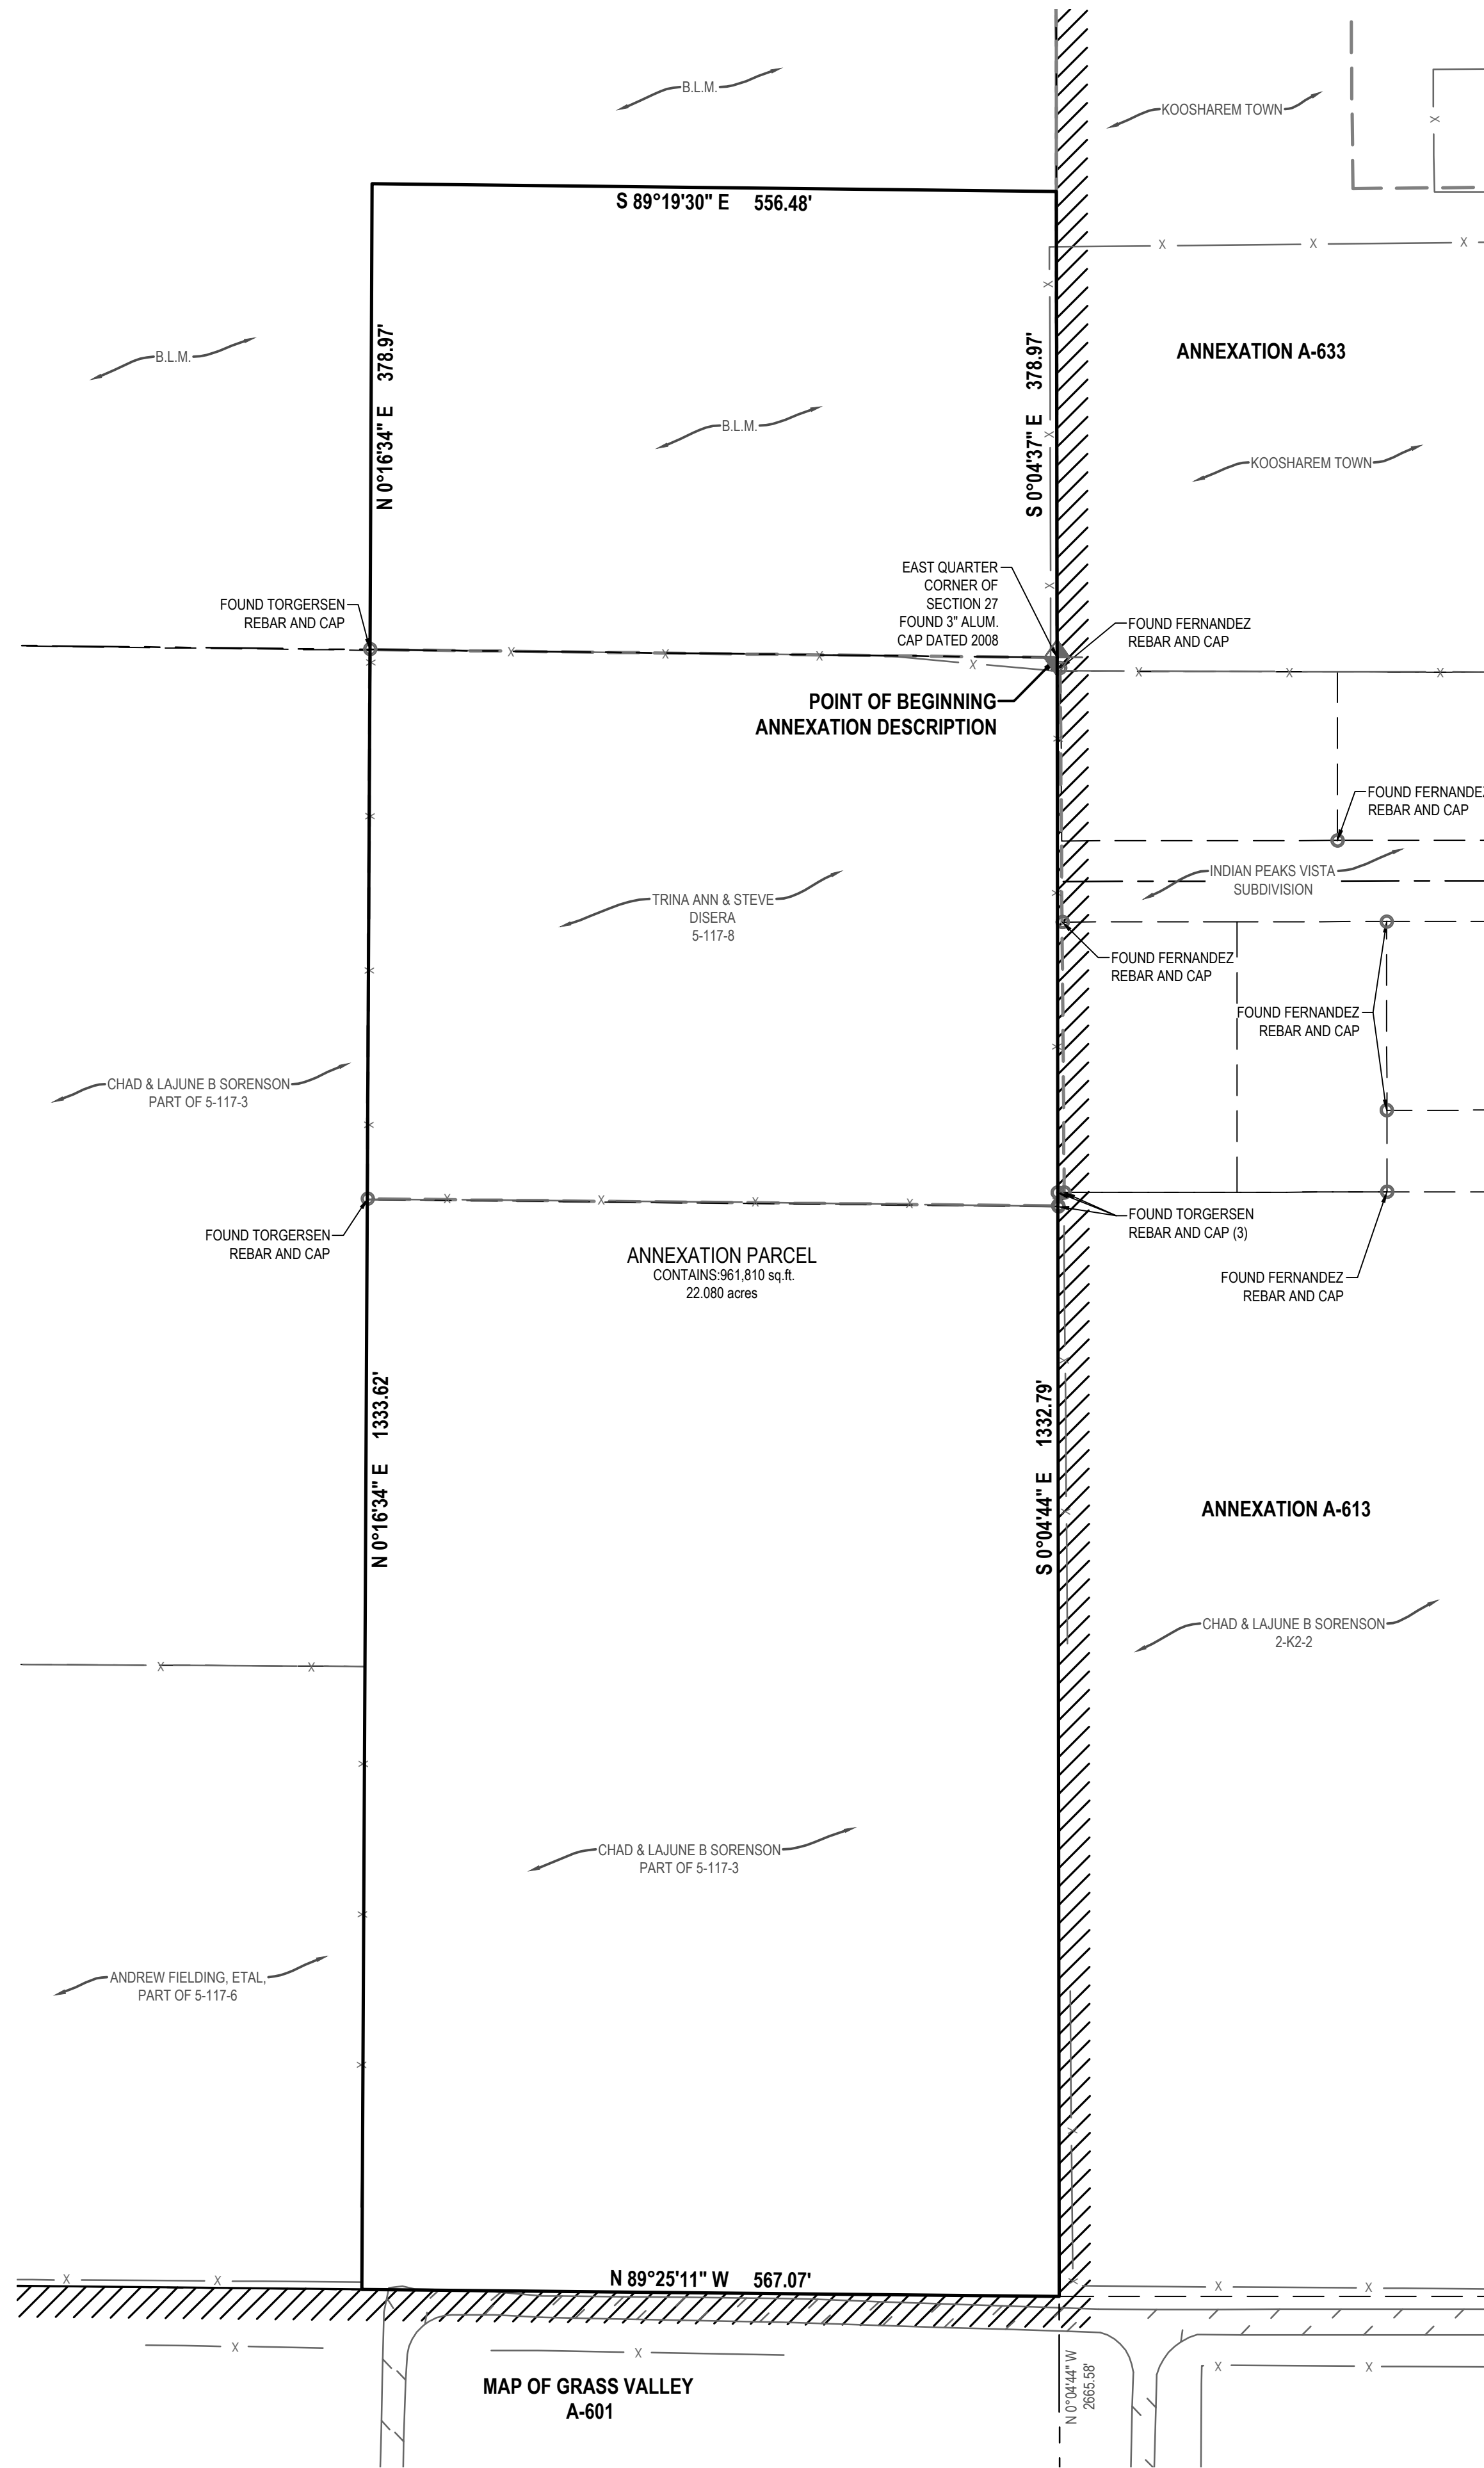 B.L.M.
KOOSHAREM TOWN
S 89°19'30" E 556.48'
B.L.M.
N 0°16'34" E 378.97'
S 0°04'37" E 378.97'
ANNEXATION A-633
B.L.M.
KOOSHAREM TOWN
FOUND TORGERSEN
REBAR AND CAP
EAST QUARTER
CORNER OF
SECTION 27
FOUND 3" ALUM.
CAP DATED 2008
FOUND FERNANDEZ
REBAR AND CAP
POINT OF BEGINNING
ANNEXATION DESCRIPTION
FOUND FERNANDEZ
REBAR AND CAP
INDIAN PEAKS VISTA
SUBDIVISION
TRINA ANN & STEVE
DISERA
5-117-8
FOUND FERNANDEZ
REBAR AND CAP
FOUND FERNANDEZ
REBAR AND CAP
CHAD & LAJUNE B SORENSON
PART OF 5-117-3
FOUND TORGERSEN
REBAR AND CAP
FOUND TORGERSEN
REBAR AND CAP (3)
ANNEXATION PARCEL
CONTAINS:961,810 sq.ft.
22.080 acres
FOUND FERNANDEZ
REBAR AND CAP
N 0°16'34" E 1333.62'
S 0°04'44" E 1332.79'
ANNEXATION A-613
CHAD & LAJUNE B SORENSON
2-K2-2
CHAD & LAJUNE B SORENSON
PART OF 5-117-3
ANDREW FIELDING, ETAL,
PART OF 5-117-6
N 89°25'11" W 567.07'
MAP OF GRASS VALLEY
A-601
N 0°04'44" W
2665.58'